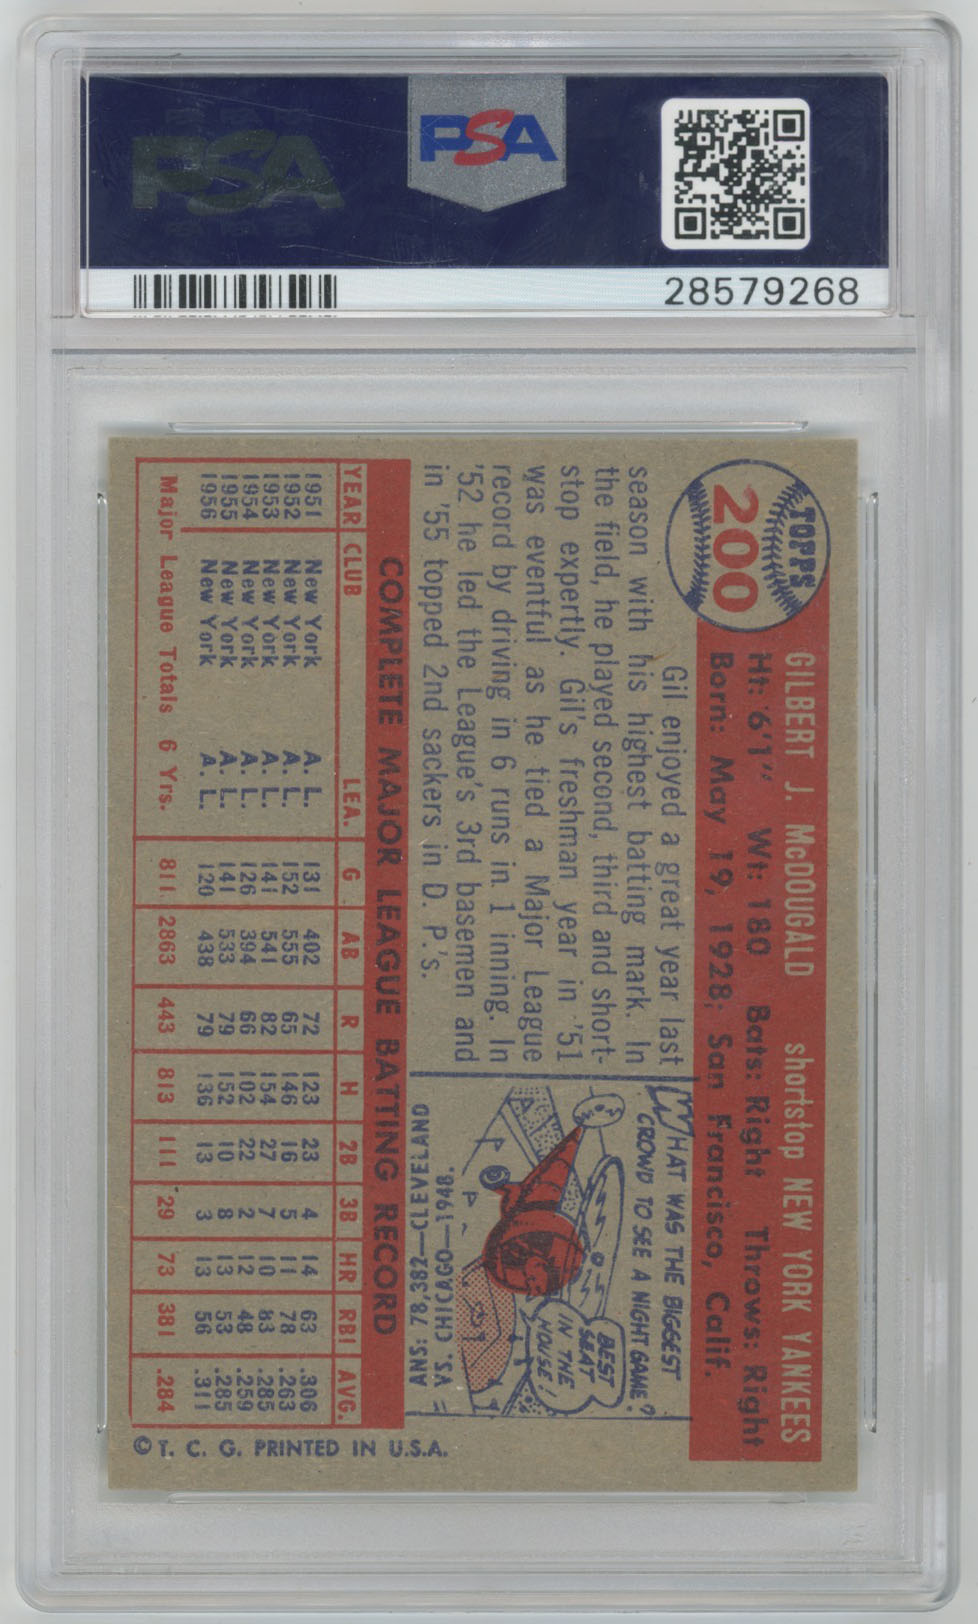 PSA
PSA PSA PSA
PSA
PSA PSA PSA
28579268
TOPPS
200
GILBERT J. McDOUGALD shortstop NEW YORK YANKEES
Ht: 6'1" Wt: 180 Bats: Right Throws: Right
Born: May 19, 1928; San Francisco, Calif.
Gil enjoyed a great year last
season with his highest batting mark. In
the field, he played second, third and short-
stop expertly. Gil's freshman year in '51
was eventful as he tied a Major League
record by driving in 6 runs in 1 inning. In
'52 he led the League's 3rd basemen and
in '55 topped 2nd sackers in D. P.'s.
WHAT WAS THE BIGGEST
CROWD TO SEE A NIGHT GAME?
BEST
SEAT
IN THE
HOUSE!
ANS: 78,382—CLEVELAND
VS. CHICAGO—1948.
COMPLETE MAJOR LEAGUE BATTING RECORD
YEAR CLUB LEA. G AB R H 2B 3B HR RBI AVG.
1951 New York A. L. 131 402 72 123 23 4 14 63 .306
1952 New York A. L. 152 555 65 146 16 5 11 78 .263
1953 New York A. L. 141 541 82 154 27 7 10 83 .285
1954 New York A. L. 126 394 66 102 22 2 12 48 .259
1955 New York A. L. 141 533 79 152 10 8 13 53 .285
1956 New York A. L. 120 438 79 136 13 3 13 56 .311
Major League Totals 6 Yrs. 811 2863 443 813 111 29 73 381 .284
© T. C. G. PRINTED IN U.S.A.